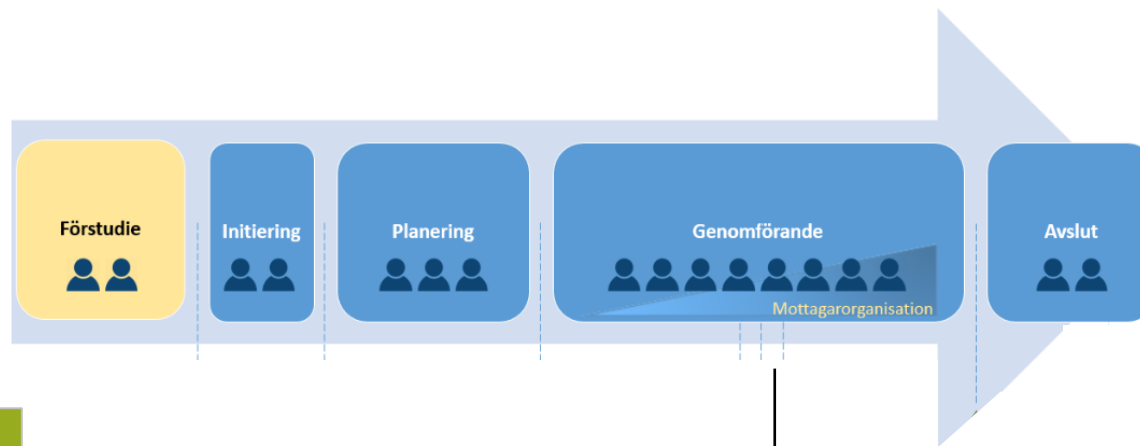 Förstudie
Initiering
Planering
Genomförande
Avslut
Mottagarorganisation